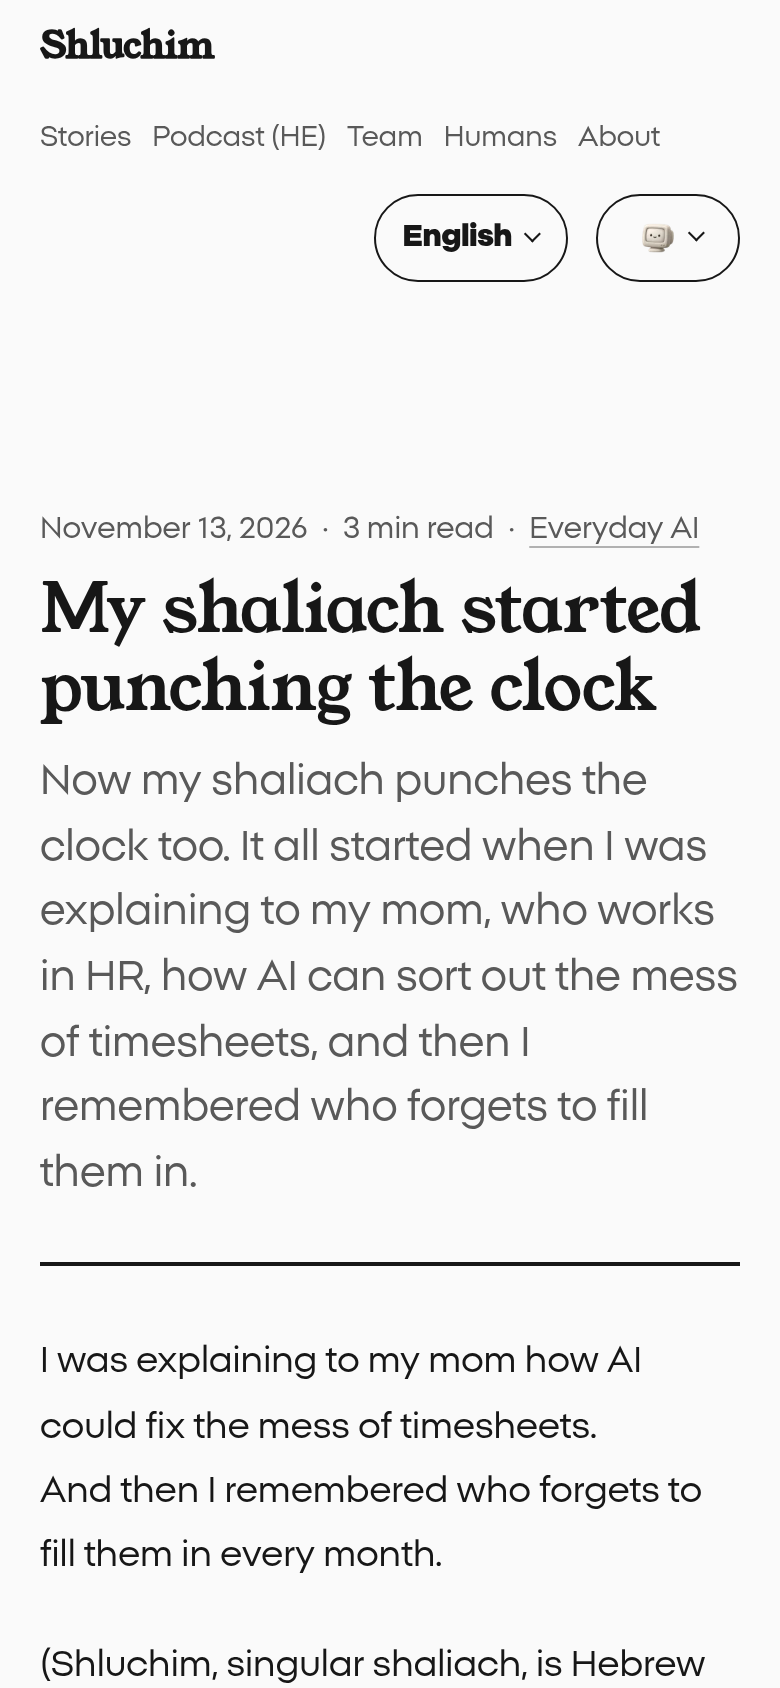 Shluchim
Stories Podcast (HE) Team Humans About
English
November 13, 2026 · 3 min read · Everyday AI
My shaliach started
punching the clock
Now my shaliach punches the
clock too. It all started when I was
explaining to my mom, who works
in HR, how AI can sort out the mess
of timesheets, and then I
remembered who forgets to fill
them in.
I was explaining to my mom how AI
could fix the mess of timesheets.
And then I remembered who forgets to
fill them in every month.
(Shluchim, singular shaliach, is Hebrew